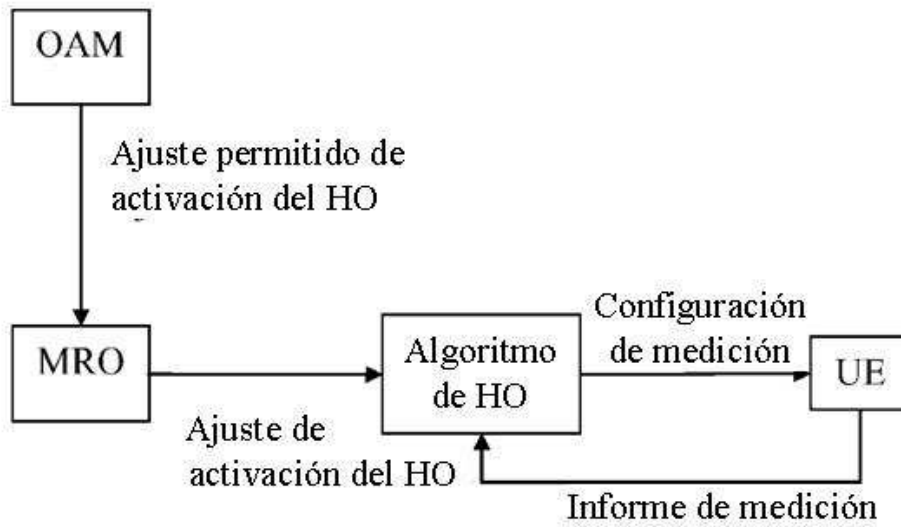 OAM
Ajuste permitido de
activación del HO
MRO
Ajuste de
activación del HO
Algoritmo
de HO
Configuración
de medición
UE
Informe de medición